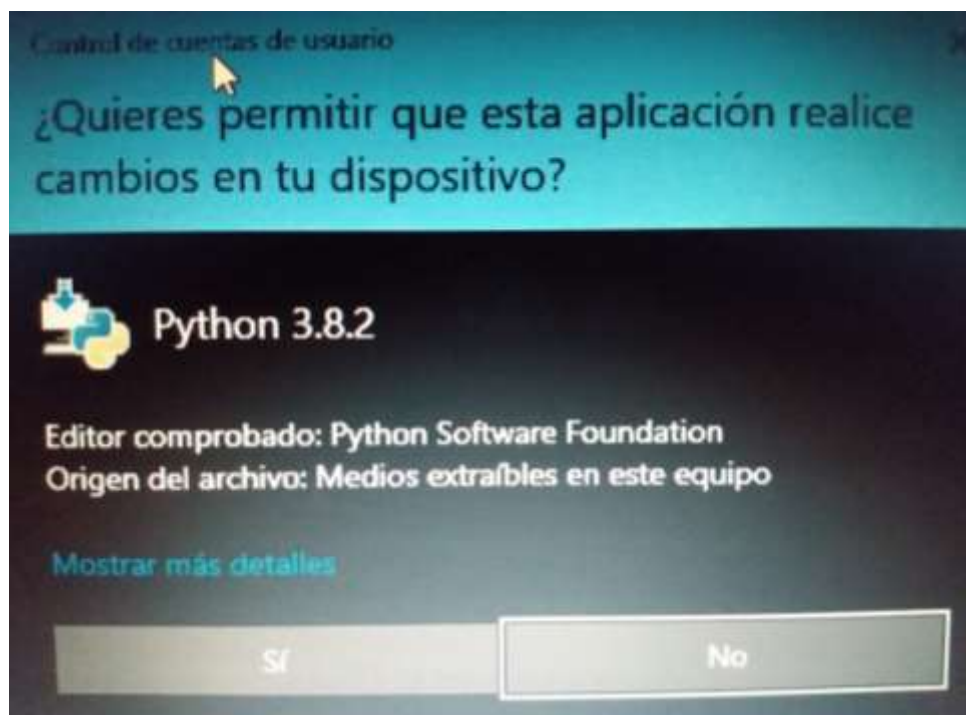 Control de cuentas de usuario
¿Quieres permitir que esta aplicación realice
cambios en tu dispositivo?
Python 3.8.2
Editor comprobado: Python Software Foundation
Origen del archivo: Medios extraíbles en este equipo
Mostrar más detalles
Sí
No